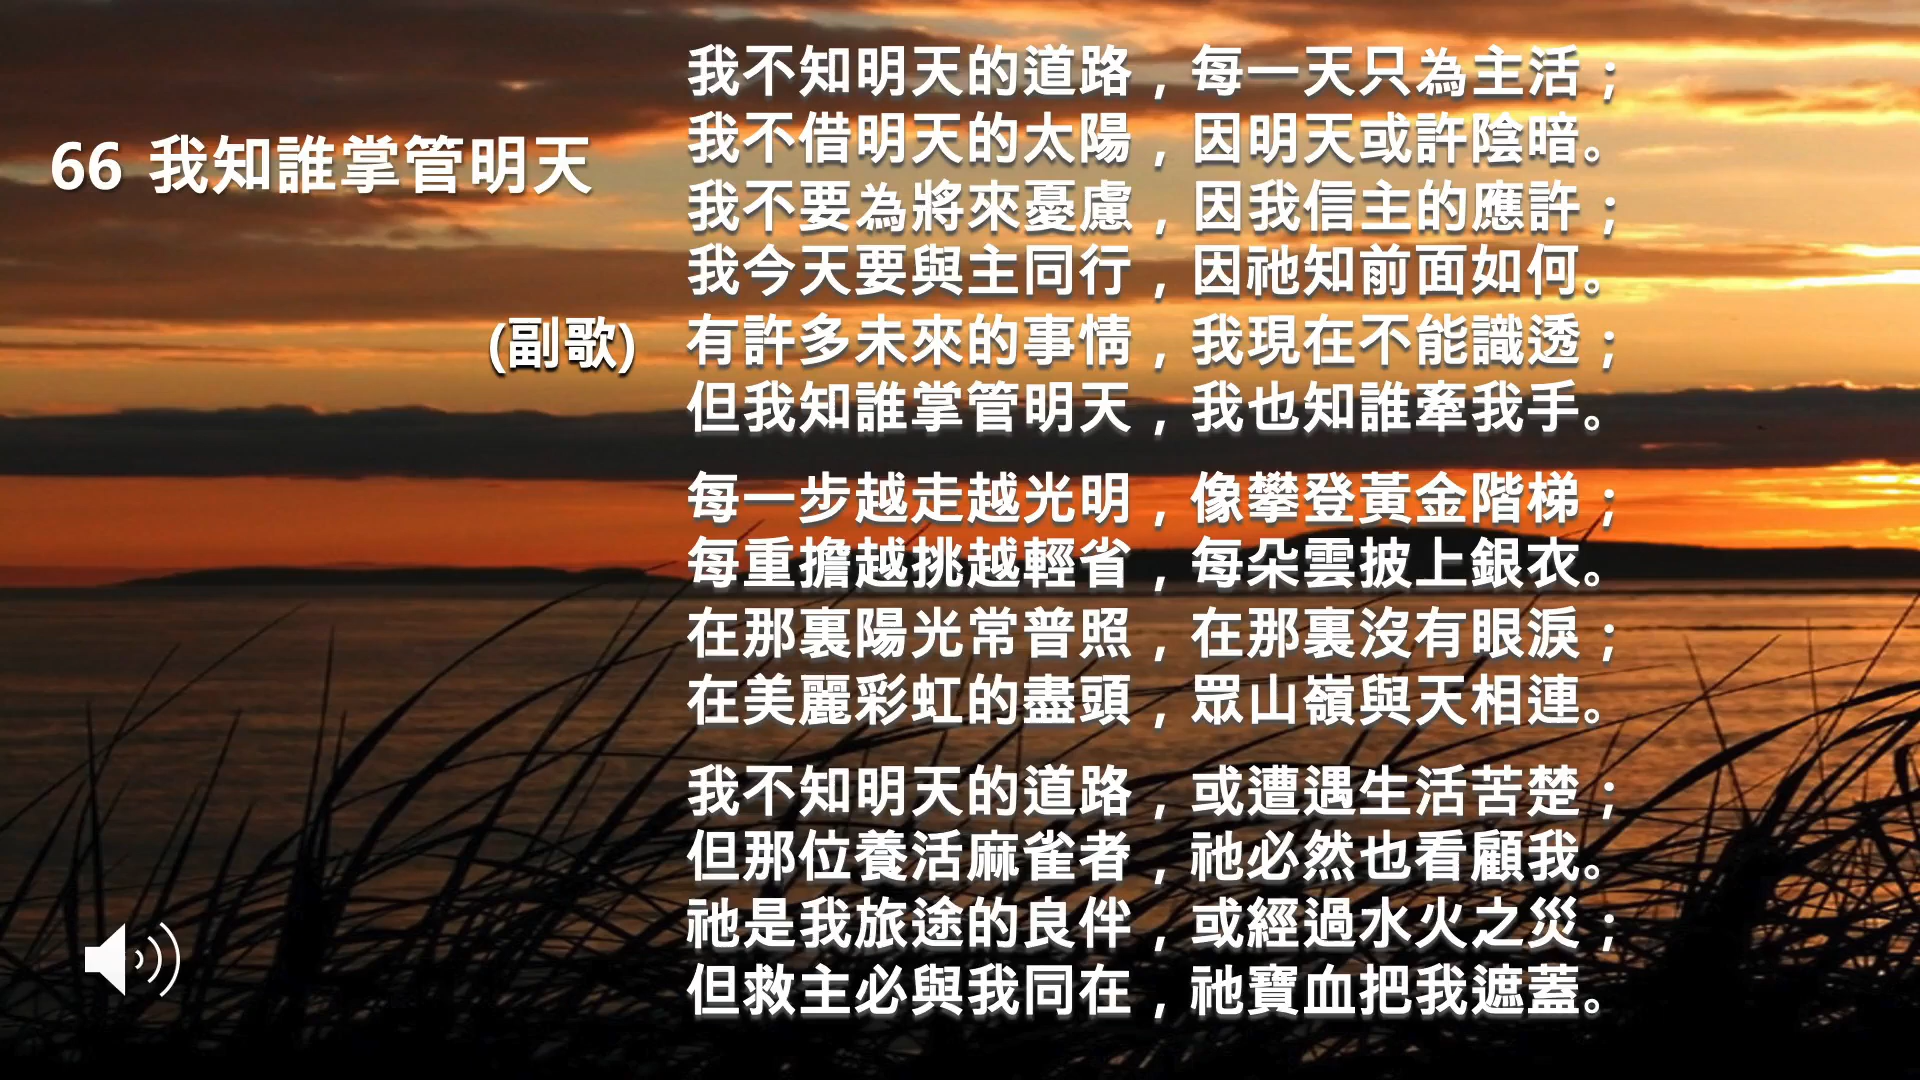 66 我知誰掌管明天
我不知明天的道路，每一天只為主活；
我不借明天的太陽，因明天或許陰暗。
我不要為將來憂慮，因我信主的應許；
我今天要與主同行，因祂知前面如何。
(副歌) 有許多未來的事情，我現在不能識透；
但我知誰掌管明天，我也知誰牽我手。
每一步越走越光明，像攀登黃金階梯；
每重擔越挑越輕省，每朵雲披上銀衣。
在那裏陽光常普照，在那裏沒有眼淚；
在美麗彩虹的盡頭，眾山嶺與天相連。
我不知明天的道路，或遭遇生活苦楚；
但那位養活麻雀者，祂必然也看顧我。
祂是我旅途的良伴，或經過水火之災；
但救主必與我同在，祂寶血把我遮蓋。